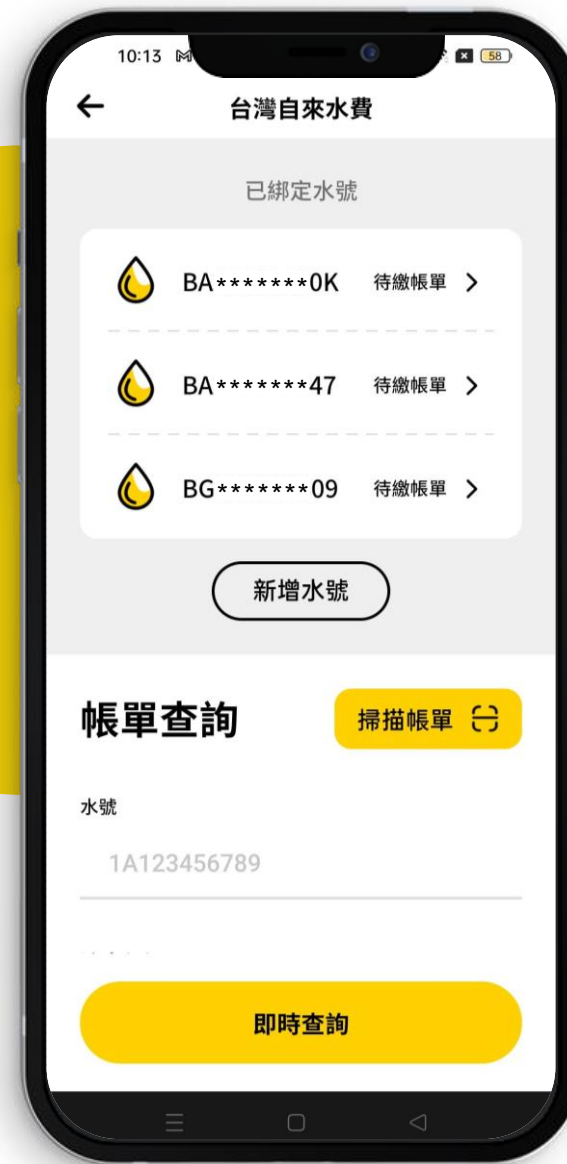 10:13
58
台灣自來水費
已綁定水號
BA*******0K 待繳帳單
BA*******47 待繳帳單
BG*******09 待繳帳單
新增水號
帳單查詢
掃描帳單
水號
1A123456789
即時查詢